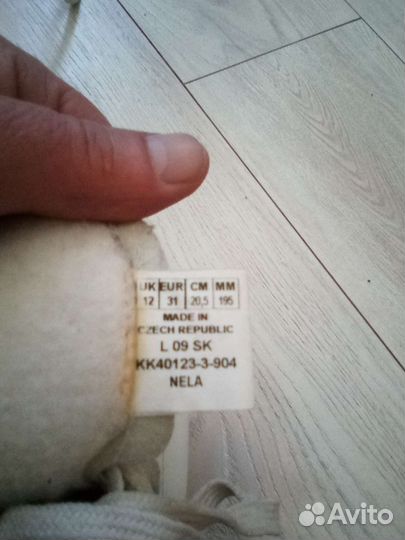 UK EUR CM MM
12 31 20,5 195
MADE IN
CZECH REPUBLIC
L 09 SK
KK40123-3-904
NELA
Avito